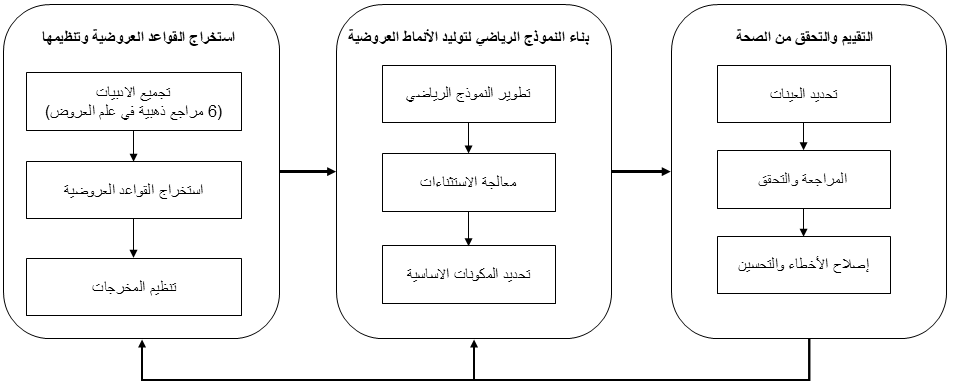 استخراج القواعد العروضية وتنظيمها
تجميع الادبيات
(6 مراجع ذهبية في علم العروض)
استخراج القواعد العروضية
تنظيم المخرجات
بناء النموذج الرياضي لتوليد الأنماط العروضية
تطوير النموذج الرياضي
معالجة الاستثناءات
تحديد المكونات الاساسية
التقييم والتحقق من الصحة
تحديد العينات
المراجعة والتحقق
إصلاح الأخطاء والتحسين